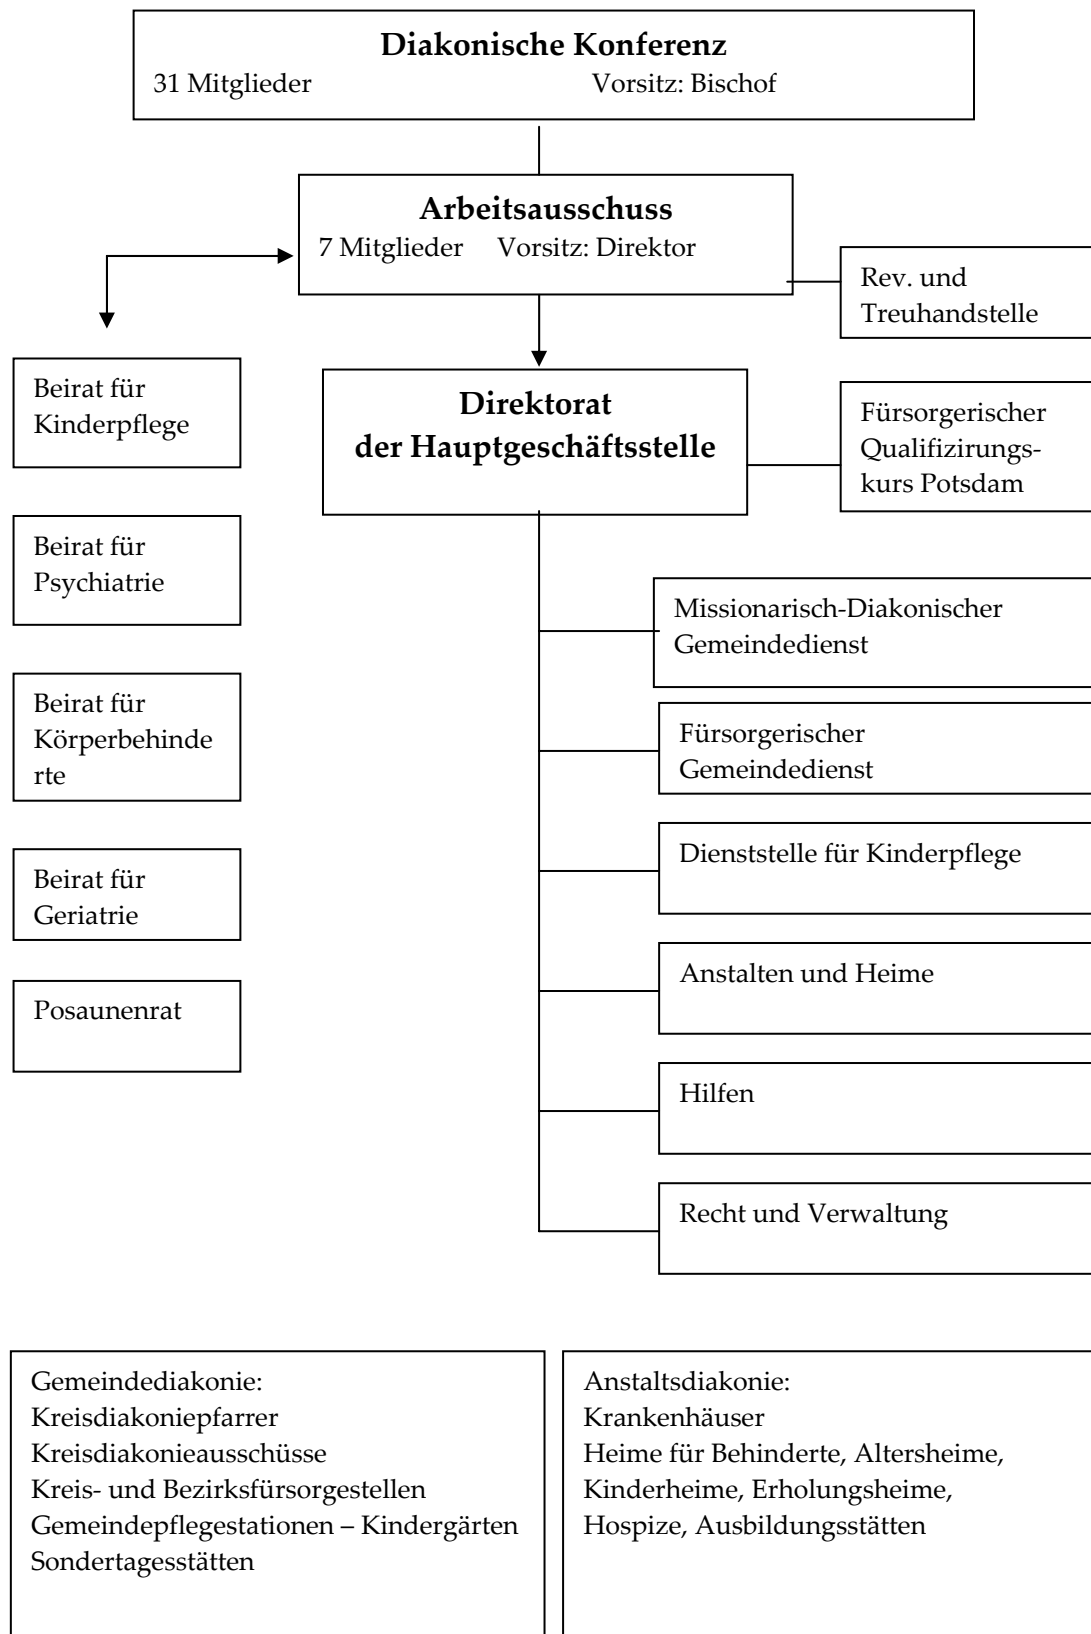 Diakonische Konferenz
31 Mitglieder Vorsitz: Bischof
Arbeitsausschuss
7 Mitglieder Vorsitz: Direktor
Rev. und
Treuhandstelle
Beirat für
Kinderpflege
Direktorat
der Hauptgeschäftsstelle
Fürsorgerischer
Qualifizirungs-
kurs Potsdam
Beirat für
Psychiatrie
Missionarisch-Diakonischer
Gemeindedienst
Beirat für
Körperbehinde
rte
Fürsorgerischer
Gemeindedienst
Dienststelle für Kinderpflege
Beirat für
Geriatrie
Anstalten und Heime
Posaunenrat
Hilfen
Recht und Verwaltung
Gemeindediakonie:
Kreisdiakoniepfarrer
Kreisdiakonieausschüsse
Kreis- und Bezirksfürsorgestellen
Gemeindepflegestationen – Kindergärten
Sondertagesstätten
Anstaltsdiakonie:
Krankenhäuser
Heime für Behinderte, Altersheime,
Kinderheime, Erholungsheime,
Hospize, Ausbildungsstätten